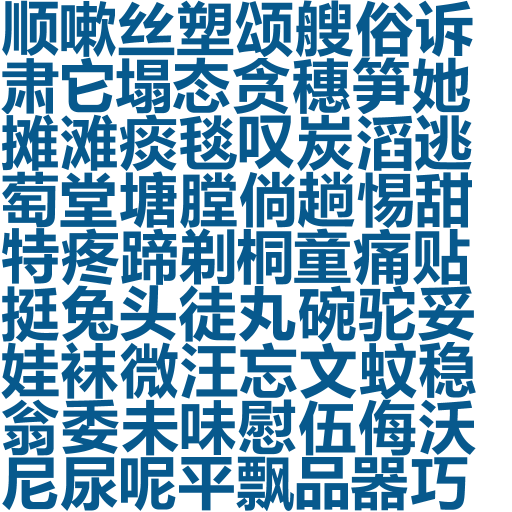 顺嗽丝塑颂艘俗诉
肃它塌态贪穗笋她
摊滩痰毯叹炭滔逃
萄堂塘膛倘趟惕甜
特疼蹄剃桐童痛贴
挺兔头徒丸碗驼妥
娃袜微汪忘文蚊稳
翁委未味慰伍侮沃
尼尿呢平飘品器巧